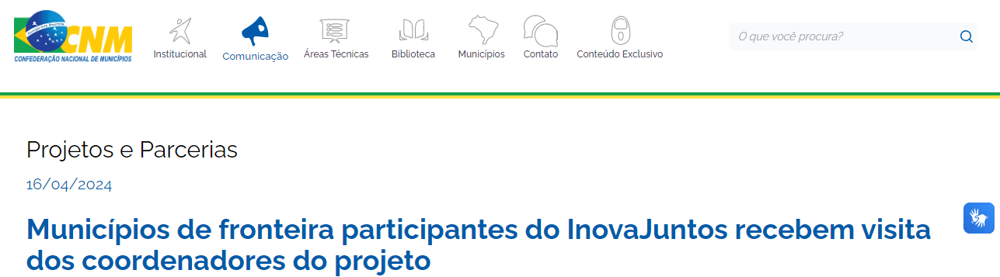 CNM
CONFEDERAÇÃO NACIONAL DE MUNICÍPIOS
Institucional
Comunicação
Áreas Técnicas
Biblioteca
Municípios
Contato
Conteúdo Exclusivo
O que você procura?
Projetos e Parcerias
16/04/2024
Municípios de fronteira participantes do InovaJuntos recebem visita
dos coordenadores do projeto